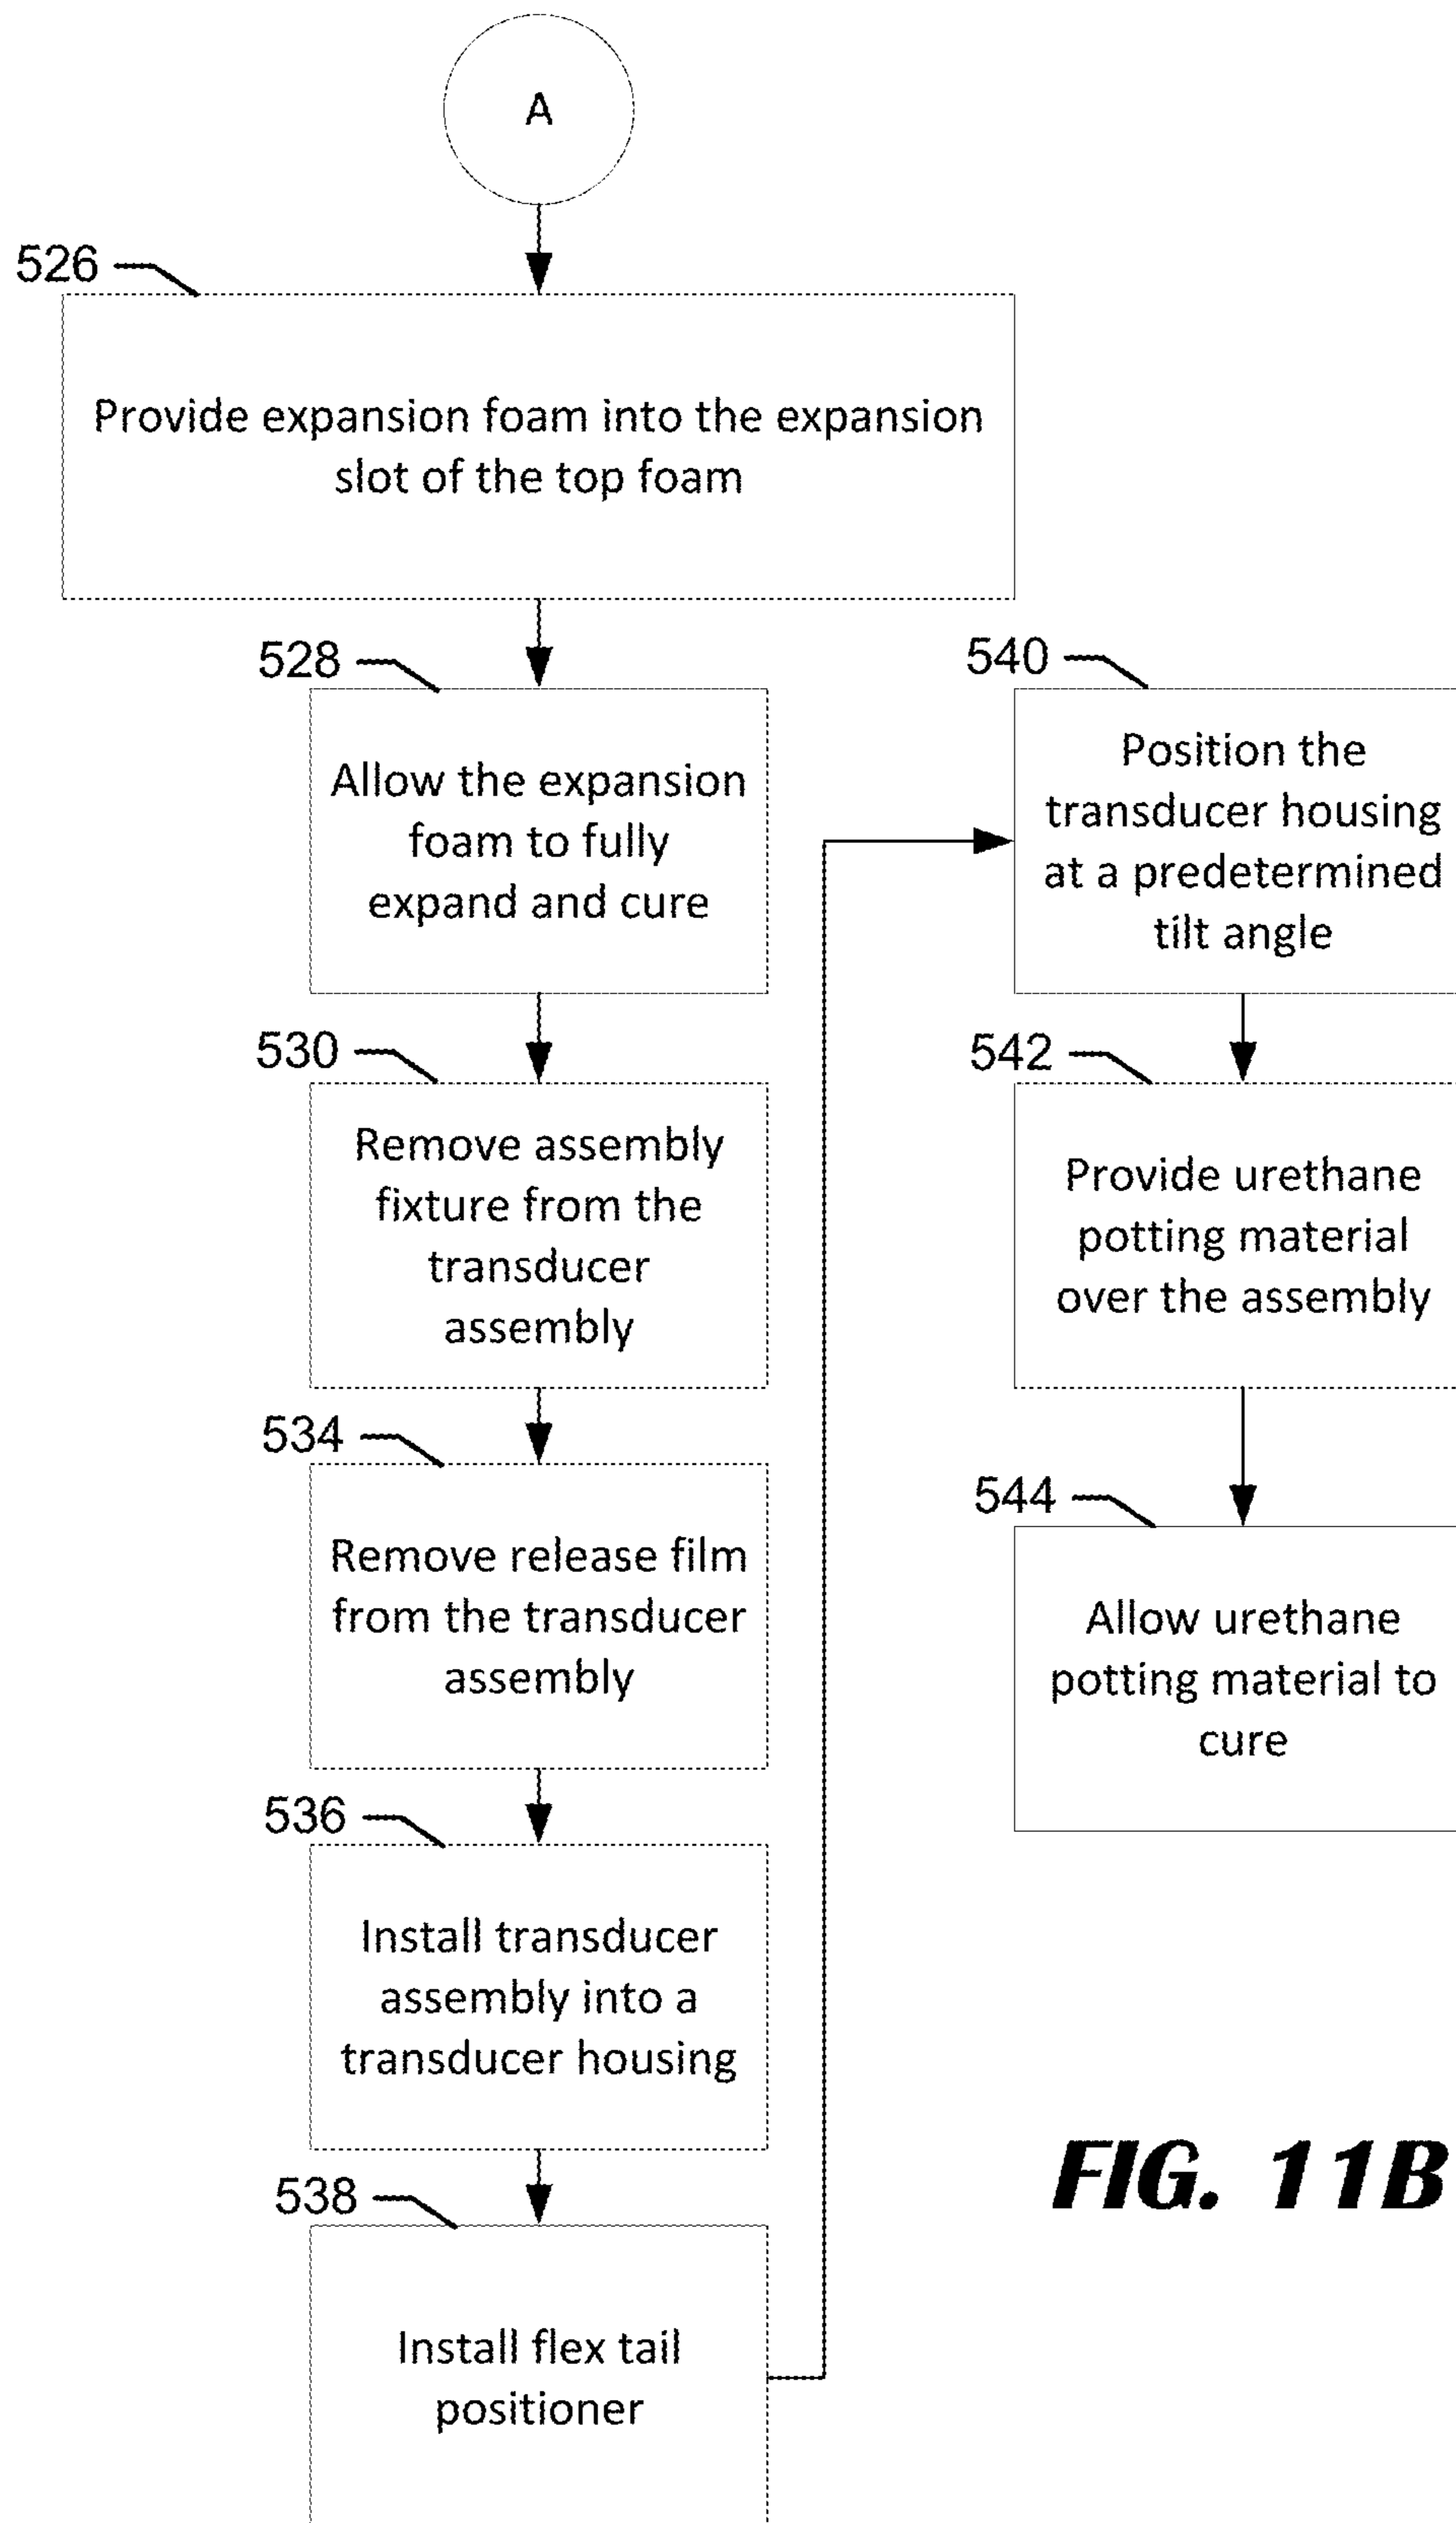 A
526
Provide expansion foam into the expansion
slot of the top foam
528
Allow the expansion
foam to fully
expand and cure
530
Remove assembly
fixture from the
transducer
assembly
534
Remove release film
from the transducer
assembly
536
Install transducer
assembly into a
transducer housing
538
Install flex tail
positioner
540
Position the
transducer housing
at a predetermined
tilt angle
542
Provide urethane
potting material
over the assembly
544
Allow urethane
potting material to
cure
FIG. 11B